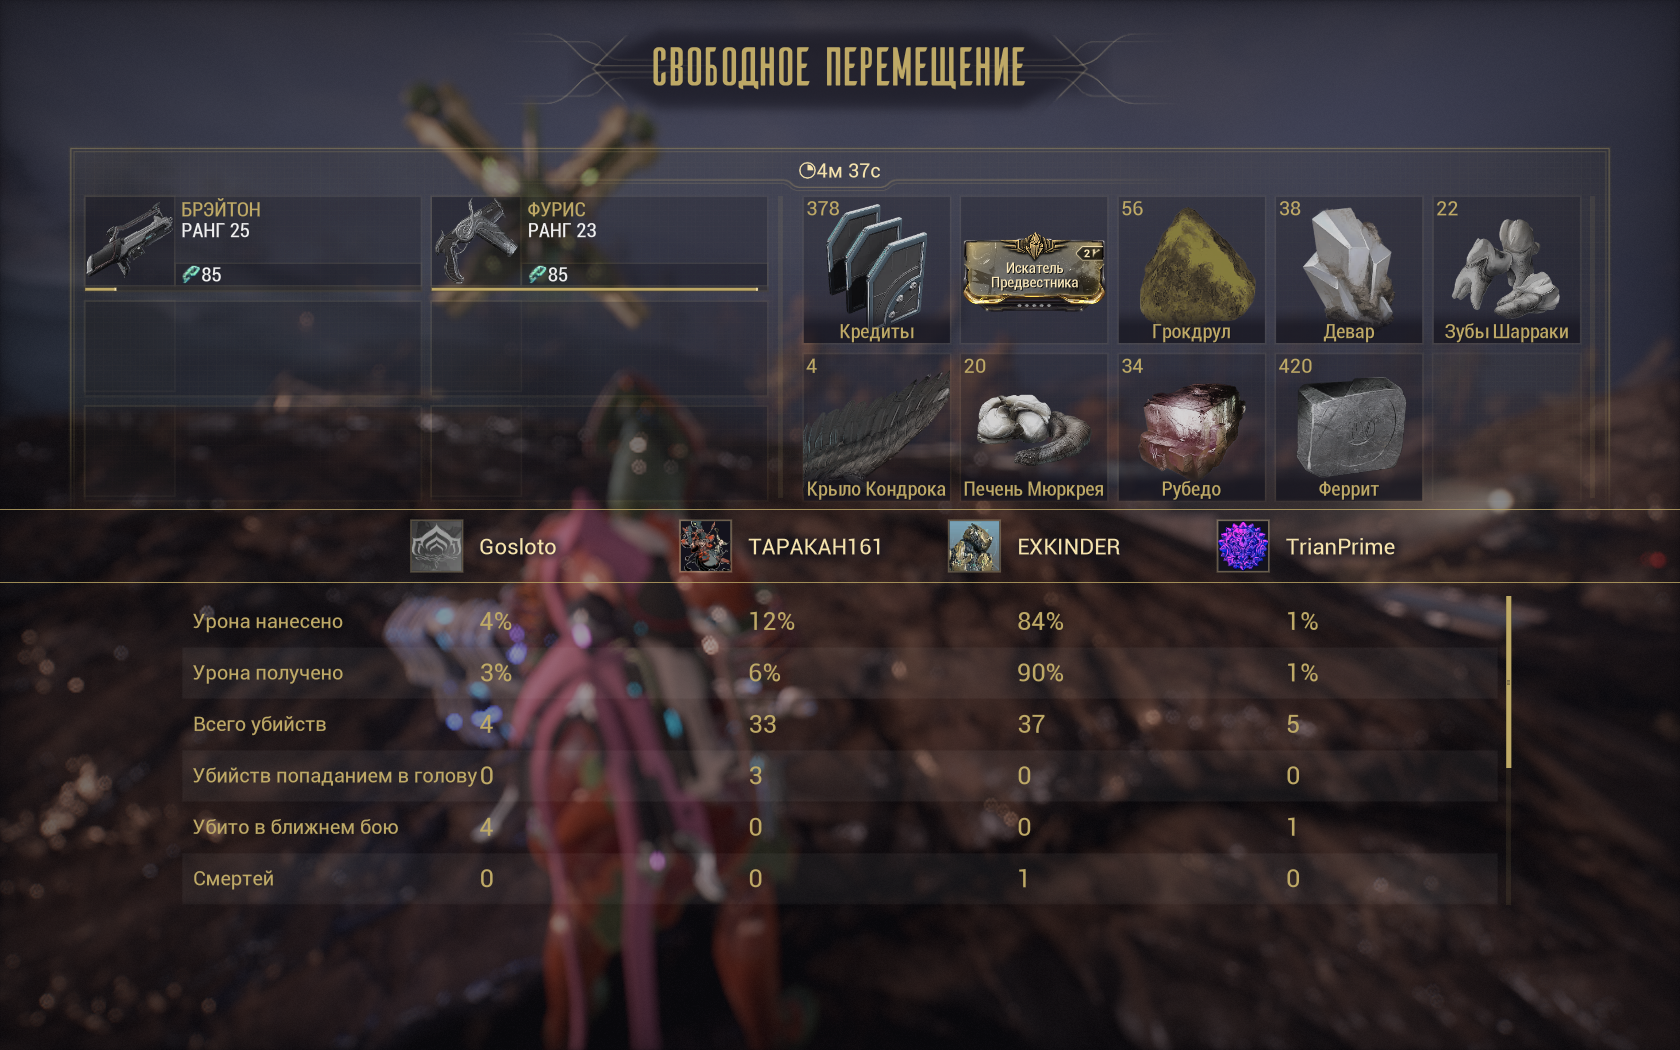 СВОБОДНОЕ ПЕРЕМЕЩЕНИЕ
4м 37с
БРЭЙТОН
РАНГ 25
85
ФУРИС
РАНГ 23
85
378
Кредиты
2
Искатель
Предвестника
56
Грокдрул
38
Девар
22
Зубы Шарраки
4
Крыло Кондрока
20
Печень Мюркрея
34
Рубедо
420
Феррит
Gosloto TAPAKAH161 EXKINDER TrianPrime
Урона нанесено 4% 12% 84% 1%
Урона получено 3% 6% 90% 1%
Всего убийств 4 33 37 5
Убийств попаданием в голову 0 3 0 0
Убито в ближнем бою 4 0 0 1
Смертей 0 0 1 0